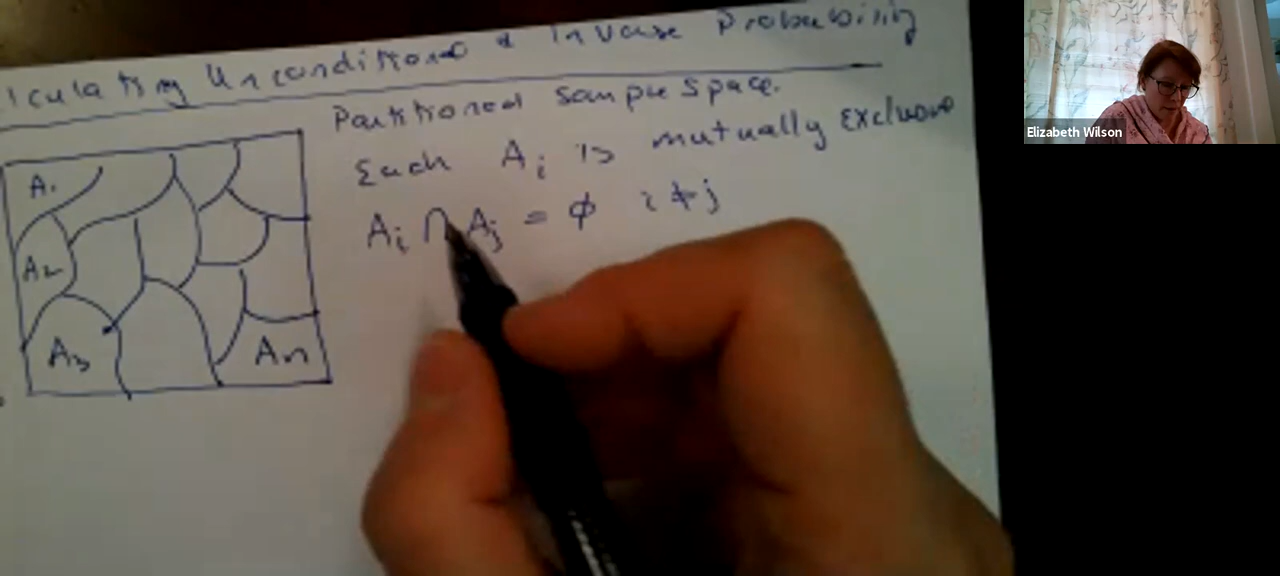 lculating Unconditional & Inverse Probability
Partitioned Sample Space.
Each Ai is mutually Exclusive
Ai ∩ Aj = ϕ i ≠ j
A1
A2
A3
An
Elizabeth Wilson